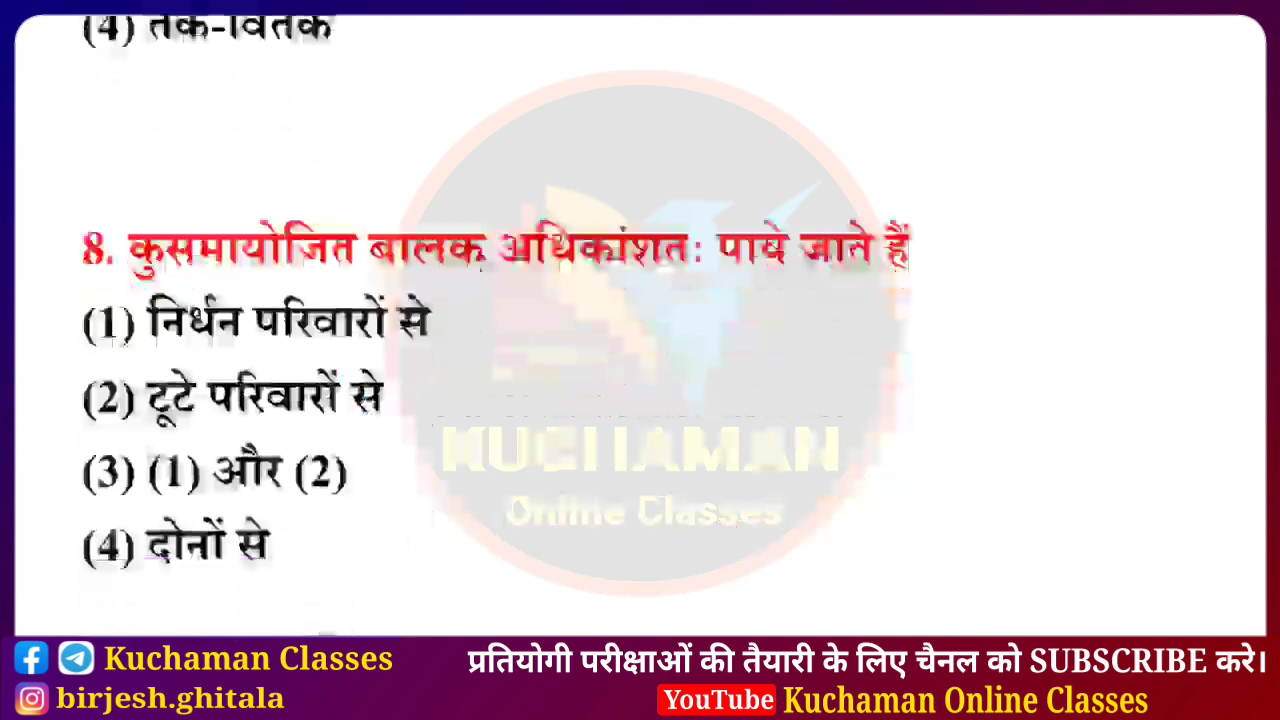 (4) तर्क-वितर्क
8. कुसमायोजित बालक अधिकांशतः पाये जाते हैं
(1) निर्धन परिवारों से
(2) टूटे परिवारों से
(3) (1) और (2)
(4) दोनों से
KUCHAMAN
Online Classes
Kuchaman Classes
प्रतियोगी परीक्षाओं की तैयारी के लिए चैनल को SUBSCRIBE करे।
birjesh.ghitala
YouTube Kuchaman Online Classes